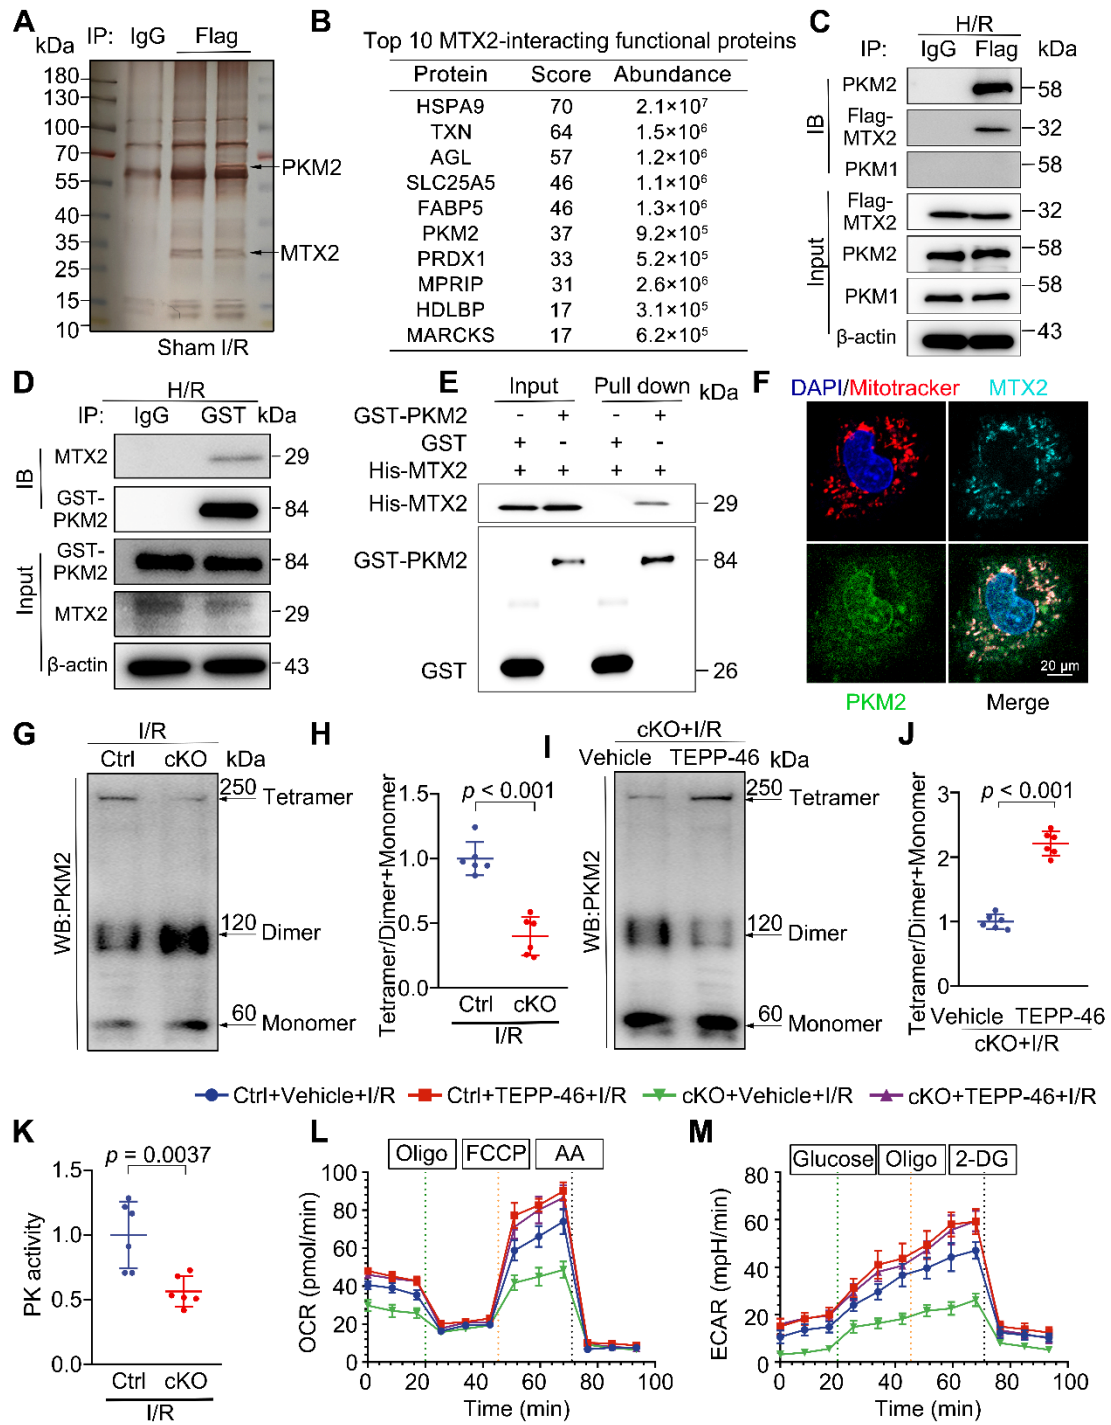 A
IP: IgG Flag
kDa
180
130
100
70
55
40
35
25
15
10
PKM2
MTX2
Sham I/R
B
Top 10 MTX2-interacting functional proteins
Protein Score Abundance
HSPA9 70 2.1×10⁷
TXN 64 1.5×10⁶
AGL 57 1.2×10⁶
SLC25A5 46 1.1×10⁶
FABP5 46 1.3×10⁶
PKM2 37 9.2×10⁵
PRDX1 33 5.2×10⁵
MPRIP 31 2.6×10⁶
HDLBP 17 3.1×10⁵
MARCKS 17 6.2×10⁵
C
H/R
IP: IgG Flag kDa
IB
PKM2 58
Flag-
MTX2 32
PKM1 58
Input
Flag-
MTX2 32
PKM2 58
PKM1 58
β-actin 43
D
H/R
IP: IgG GST kDa
IB
MTX2 29
GST-
PKM2 84
Input
GST-
PKM2 84
MTX2 29
β-actin 43
E
Input Pull down kDa
GST-PKM2 - + - +
GST + - + -
His-MTX2 + + + +
His-MTX2 29
GST-PKM2 84
GST 26
F
DAPI/Mitotracker MTX2
20 µm
PKM2 Merge
G
I/R
Ctrl cKO kDa
WB:PKM2
250 Tetramer
120 Dimer
60 Monomer
H
Tetramer/Dimer+Monomer
p < 0.001
1.5
1.0
0.5
0.0
Ctrl cKO
I/R
I
cKO+I/R
Vehicle TEPP-46 kDa
WB:PKM2
250 Tetramer
120 Dimer
60 Monomer
J
Tetramer/Dimer+Monomer
p < 0.001
3
2
1
0
Vehicle TEPP-46
cKO+I/R
Ctrl+Vehicle+I/R Ctrl+TEPP-46+I/R cKO+Vehicle+I/R cKO+TEPP-46+I/R
K
p = 0.0037
PK activity
1.5
1.0
0.5
0.0
Ctrl cKO
I/R
L
Oligo FCCP AA
OCR (pmol/min)
100
80
60
40
20
0
0 20 40 60 80 100
Time (min)
M
Glucose Oligo 2-DG
ECAR (mpH/min)
80
60
40
20
0
0 20 40 60 80 100
Time (min)